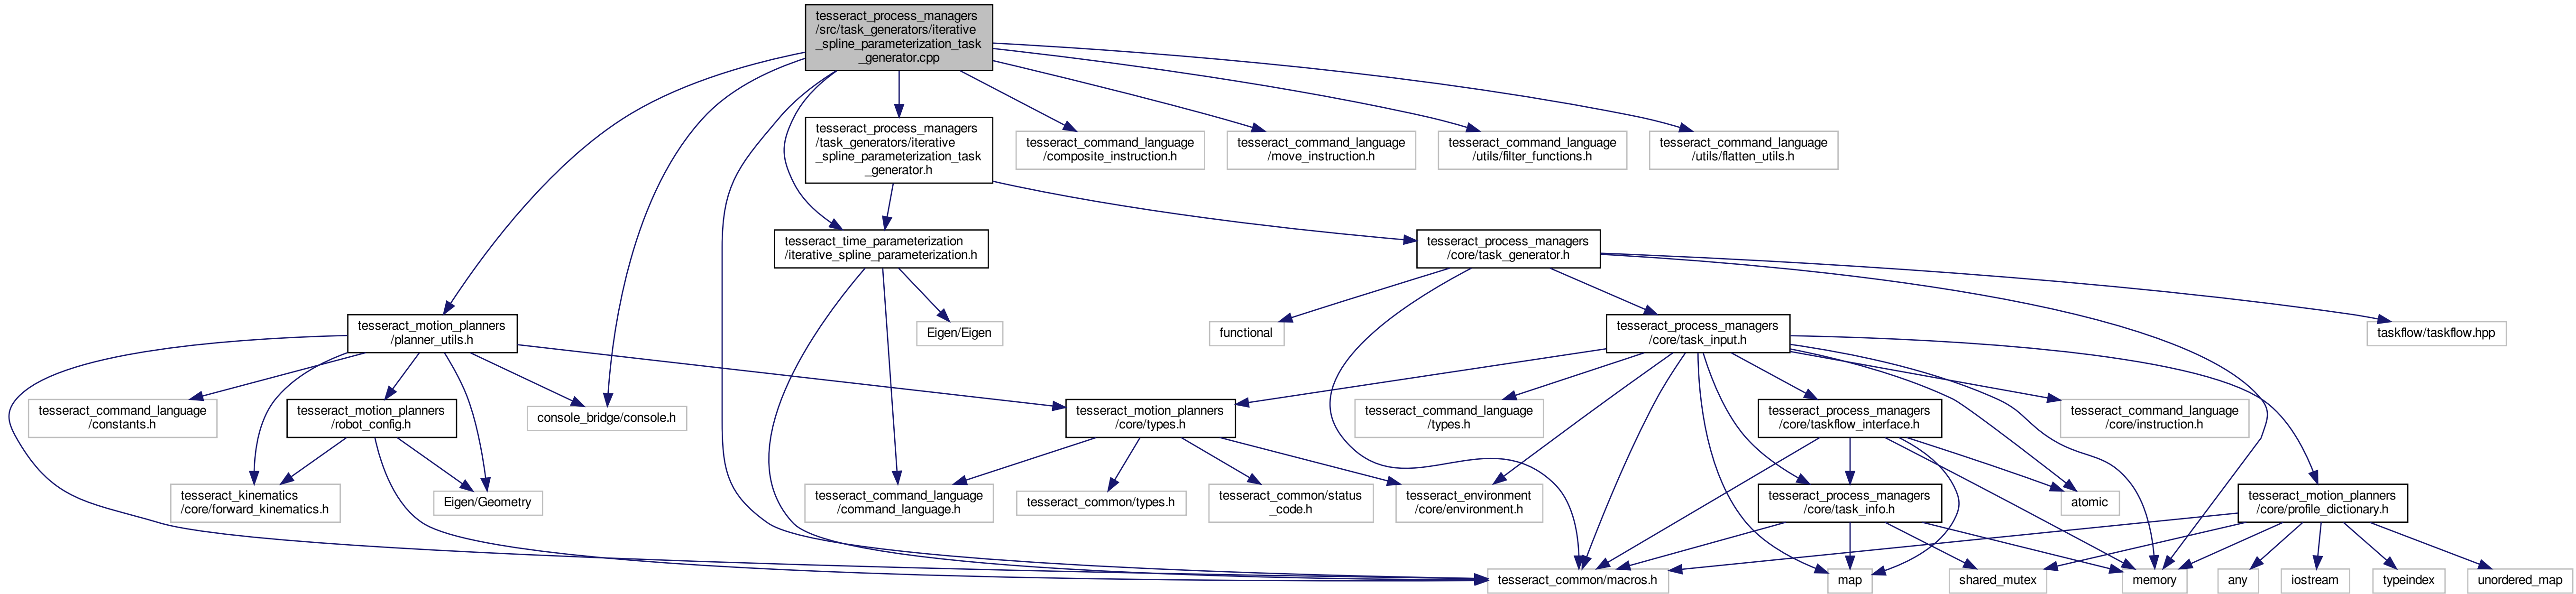 tesseract_process_managers
/src/task_generators/iterative
_spline_parameterization_task
_generator.cpp
tesseract_process_managers
/task_generators/iterative
_spline_parameterization_task
_generator.h
tesseract_command_language
/composite_instruction.h
tesseract_command_language
/move_instruction.h
tesseract_command_language
/utils/filter_functions.h
tesseract_command_language
/utils/flatten_utils.h
tesseract_time_parameterization
/iterative_spline_parameterization.h
tesseract_process_managers
/core/task_generator.h
tesseract_motion_planners
/planner_utils.h
Eigen/Eigen
functional
tesseract_process_managers
/core/task_input.h
taskflow/taskflow.hpp
tesseract_command_language
/constants.h
tesseract_motion_planners
/robot_config.h
console_bridge/console.h
tesseract_motion_planners
/core/types.h
tesseract_command_language
/types.h
tesseract_process_managers
/core/taskflow_interface.h
tesseract_command_language
/core/instruction.h
tesseract_kinematics
/core/forward_kinematics.h
Eigen/Geometry
tesseract_command_language
/command_language.h
tesseract_common/types.h
tesseract_common/status
_code.h
tesseract_environment
/core/environment.h
tesseract_process_managers
/core/task_info.h
atomic
tesseract_motion_planners
/core/profile_dictionary.h
tesseract_common/macros.h
map
shared_mutex
memory
any
iostream
typeindex
unordered_map